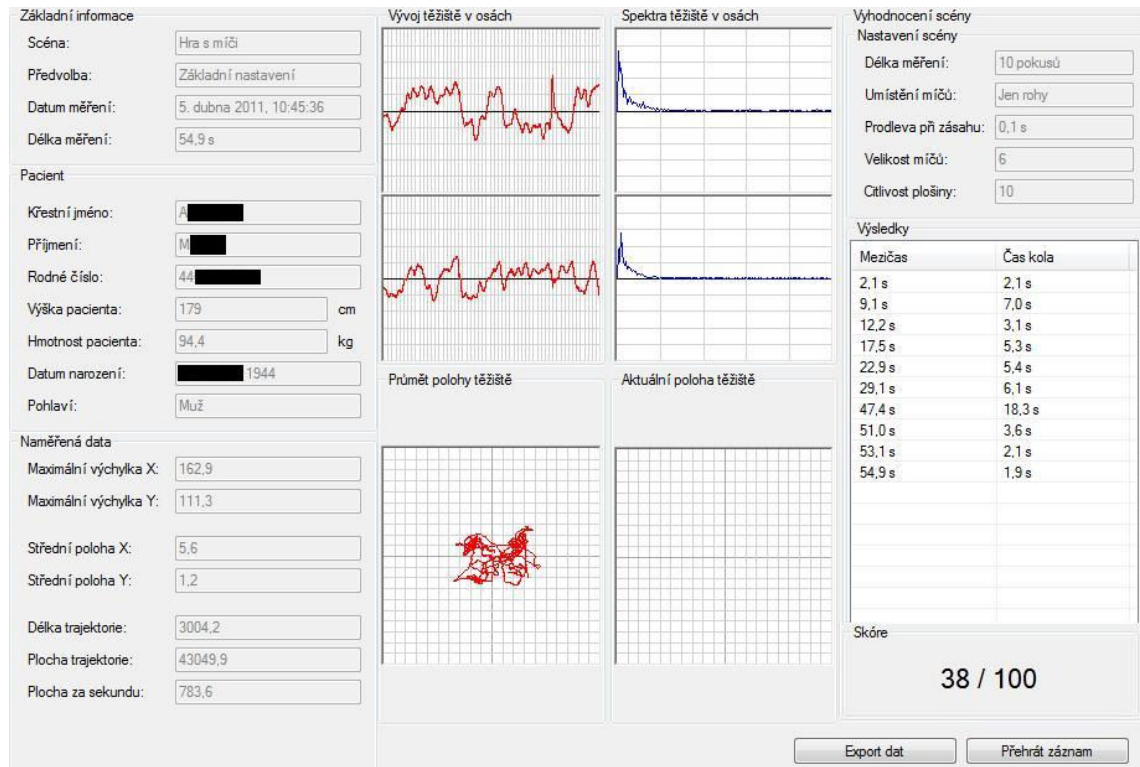 Základní informace
Scéna: Hra s míči
Předvolba: Základní nastavení
Datum měření: 5. dubna 2011, 10:45:36
Délka měření: 54,9 s
Pacient
Křestní jméno: A
Příjmení: M
Rodné číslo: 44
Výška pacienta: 179 cm
Hmotnost pacienta: 94,4 kg
Datum narození: 1944
Pohlaví: Muž
Naměřená data
Maximální výchylka X: 162,9
Maximální výchylka Y: 111,3
Střední poloha X: 5,6
Střední poloha Y: 1,2
Délka trajektorie: 3004,2
Plocha trajektorie: 43049,9
Plocha za sekundu: 783,6
Vývoj těžiště v osách
Spektra těžiště v osách
Průmět polohy těžiště
Aktuální poloha těžiště
Vyhodnocení scény
Nastavení scény
Délka měření: 10 pokusů
Umístění míčů: Jen rohy
Prodleva při zásahu: 0,1 s
Velikost míčů: 6
Citlivost plošiny: 10
Výsledky
Mezičas Čas kola
2,1 s 2,1 s
9,1 s 7,0 s
12,2 s 3,1 s
17,5 s 5,3 s
22,9 s 5,4 s
29,1 s 6,1 s
47,4 s 18,3 s
51,0 s 3,6 s
53,1 s 2,1 s
54,9 s 1,9 s
Skóre
38 / 100
Export dat
Přehrát záznam